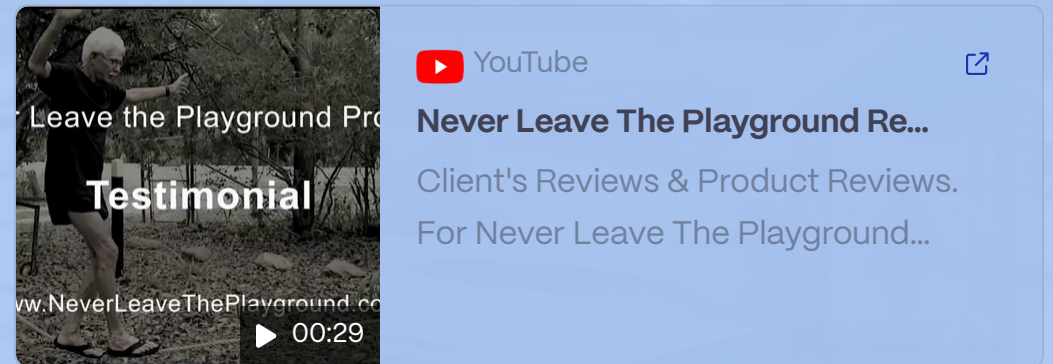 Leave the Playground Pro
Testimonial
ww.NeverLeaveThePlayground.co
00:29
YouTube
Never Leave The Playground Re...
Client's Reviews & Product Reviews.
For Never Leave The Playground...